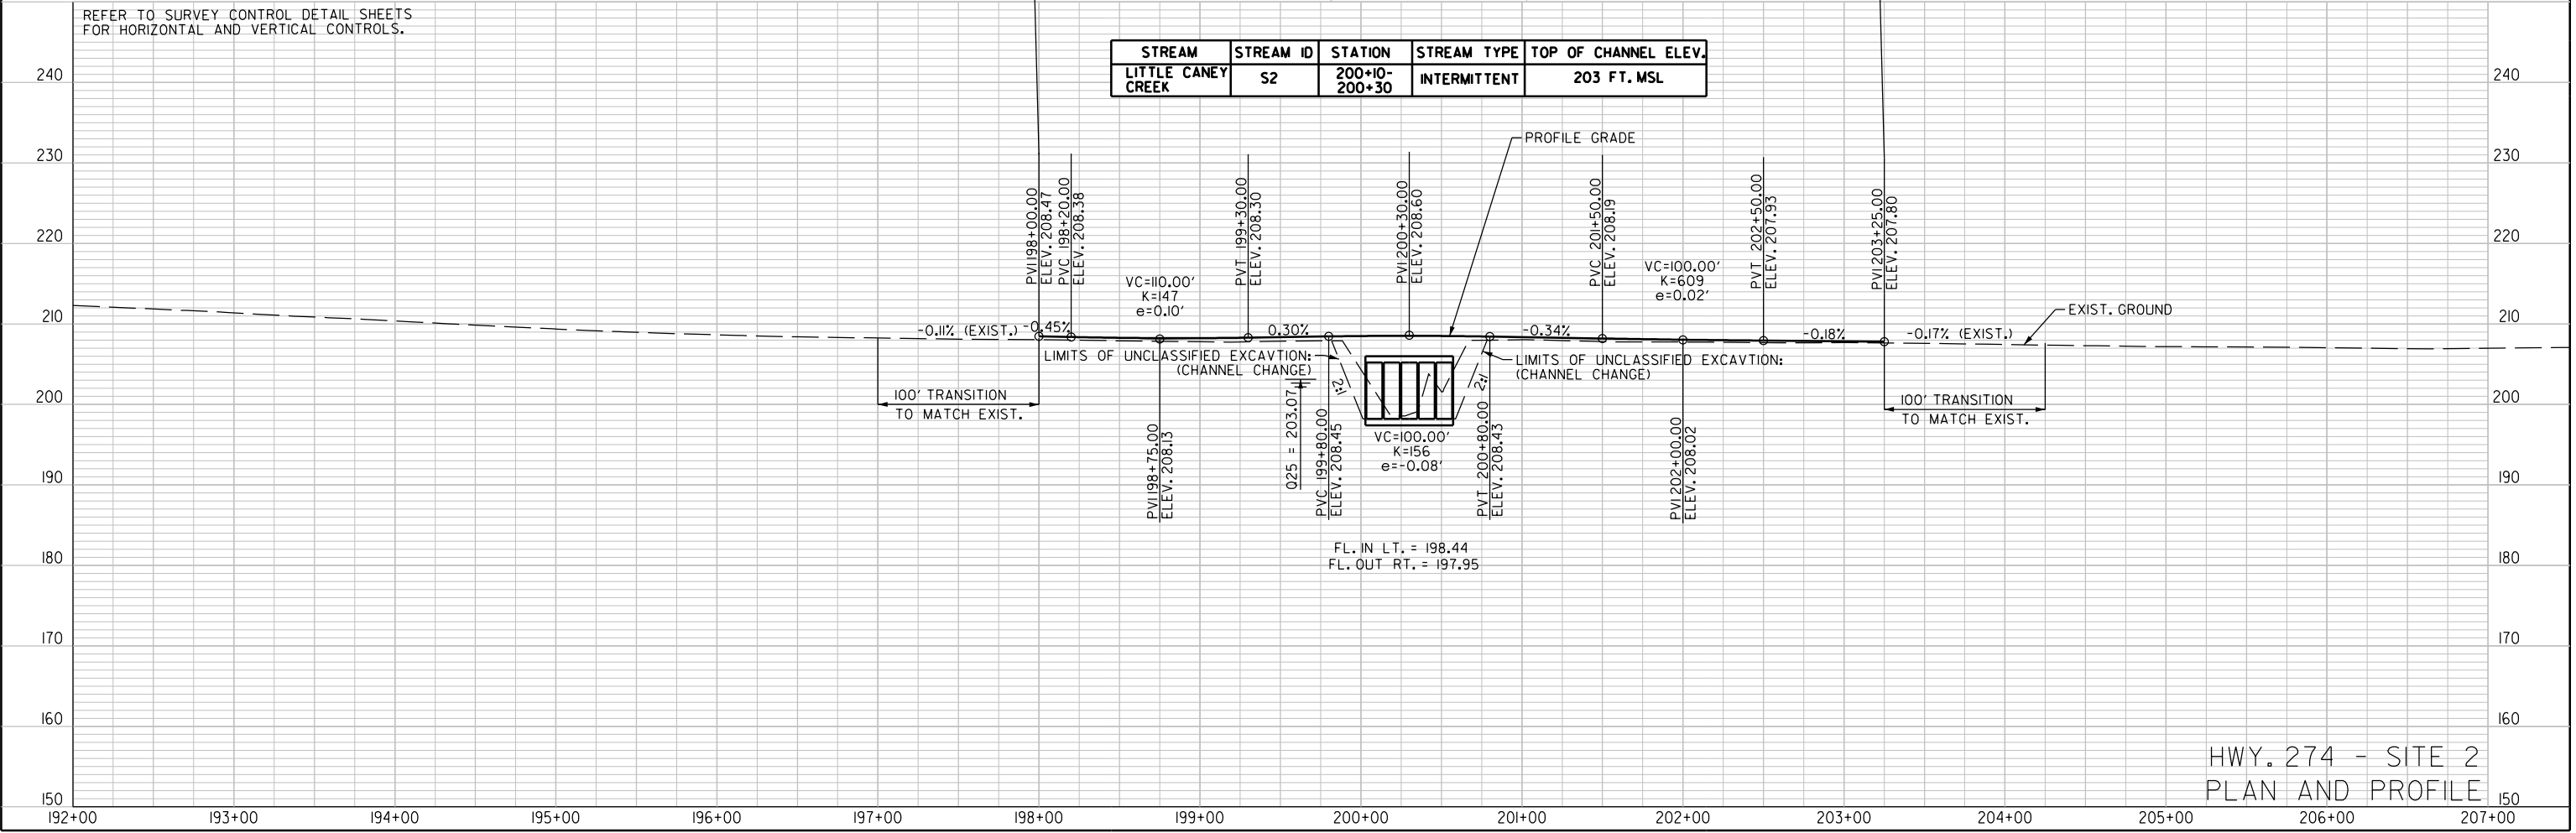 REFER TO SURVEY CONTROL DETAIL SHEETS
FOR HORIZONTAL AND VERTICAL CONTROLS.
STREAM STREAM ID STATION STREAM TYPE TOP OF CHANNEL ELEV.
LITTLE CANEY CREEK S2 200+10-200+30 INTERMITTENT 203 FT. MSL
240 240
PROFILE GRADE
230 230
PVI 198+00.00
ELEV. 208.47
PVC 198+20.00
ELEV. 208.38
PVT 199+30.00
ELEV. 208.30
PVI 200+30.00
ELEV. 208.60
PVC 201+50.00
ELEV. 208.19
PVT 202+50.00
ELEV. 207.93
PVI 203+25.00
ELEV. 207.80
220 220
VC=110.00'
K=147
e=0.10'
VC=100.00'
K=609
e=0.02'
EXIST. GROUND
210 210
-0.11% (EXIST.) -0.45% 0.30% -0.34% -0.18% -0.17% (EXIST.)
LIMITS OF UNCLASSIFIED EXCAVTION:
(CHANNEL CHANGE)
LIMITS OF UNCLASSIFIED EXCAVTION:
(CHANNEL CHANGE)
2:1 2:1
100' TRANSITION
TO MATCH EXIST.
100' TRANSITION
TO MATCH EXIST.
200 200
Q25 = 203.07
PVI 198+75.00
ELEV. 208.13
PVC 199+80.00
ELEV. 208.45
VC=100.00'
K=156
e=-0.08'
PVT 200+80.00
ELEV. 208.43
PVI 202+00.00
ELEV. 208.02
190 190
FL. IN LT. = 198.44
FL. OUT RT. = 197.95
180 180
170 170
160 160
HWY. 274 - SITE 2
PLAN AND PROFILE
150 150
192+00 193+00 194+00 195+00 196+00 197+00 198+00 199+00 200+00 201+00 202+00 203+00 204+00 205+00 206+00 207+00